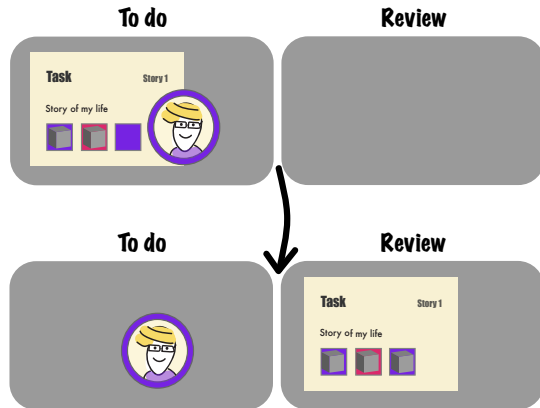 To do
Review
Task
Story 1
Story of my life
To do
Review
Task
Story 1
Story of my life